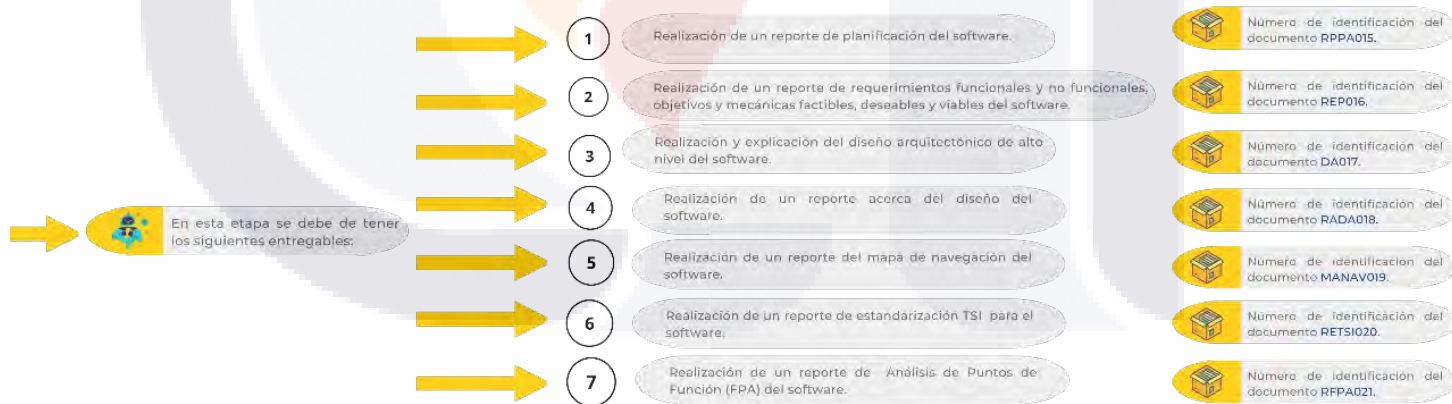 1
Realización de un reporte de planificación del software.
Número de identificación del
documento RPPA015.
2
Realización de un reporte de requerimientos funcionales y no funcionales,
objetivos y mecánicas factibles, deseables y viables del software.
Número de identificación del
documento REP016.
3
Realización y explicación del diseño arquitectónico de alto
nivel del software.
Número de identificación del
documento DA017.
En esta etapa se debe de tener
los siguientes entregables:
4
Realización de un reporte acerca del diseño del
software.
Número de identificación del
documento RADA018.
5
Realización de un reporte del mapa de navegación del
software.
Número de identificación del
documento MANAV019.
6
Realización de un reporte de estandarización TSI para el
software.
Número de identificación del
documento RETSI020.
7
Realización de un reporte de Análisis de Puntos de
Función (FPA) del software.
Número de identificación del
documento RFPA021.